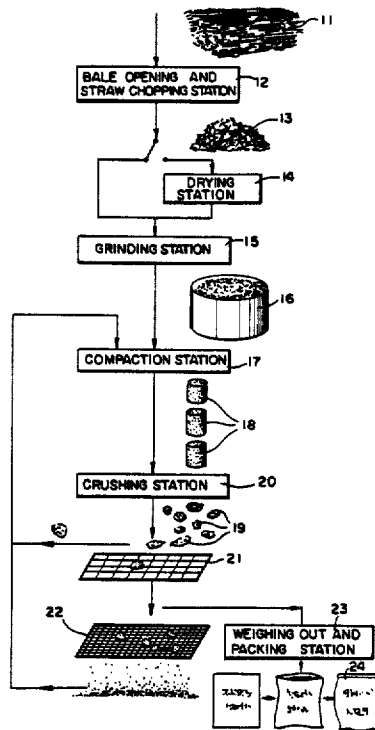 11
BALE OPENING AND
STRAW CHOPPING STATION
12
13
DRYING
STATION
14
GRINDING STATION
15
16
COMPACTION STATION
17
18
CRUSHING STATION
20
19
21
22
23
WEIGHING OUT AND
PACKING STATION
24